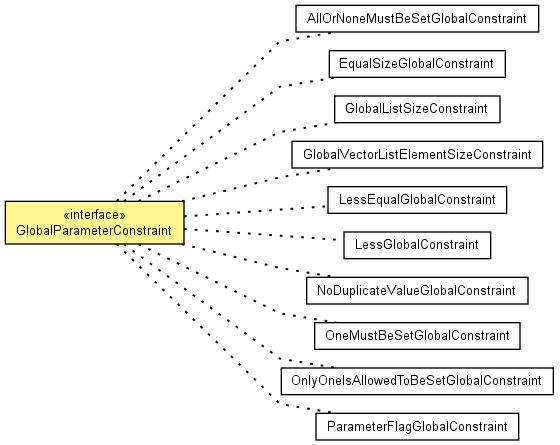 AllOrNoneMustBeSetGlobalConstraint
EqualSizeGlobalConstraint
GlobalListSizeConstraint
GlobalVectorListElementSizeConstraint
«interface»
GlobalParameterConstraint
LessEqualGlobalConstraint
LessGlobalConstraint
NoDuplicateValueGlobalConstraint
OneMustBeSetGlobalConstraint
OnlyOneIsAllowedToBeSetGlobalConstraint
ParameterFlagGlobalConstraint